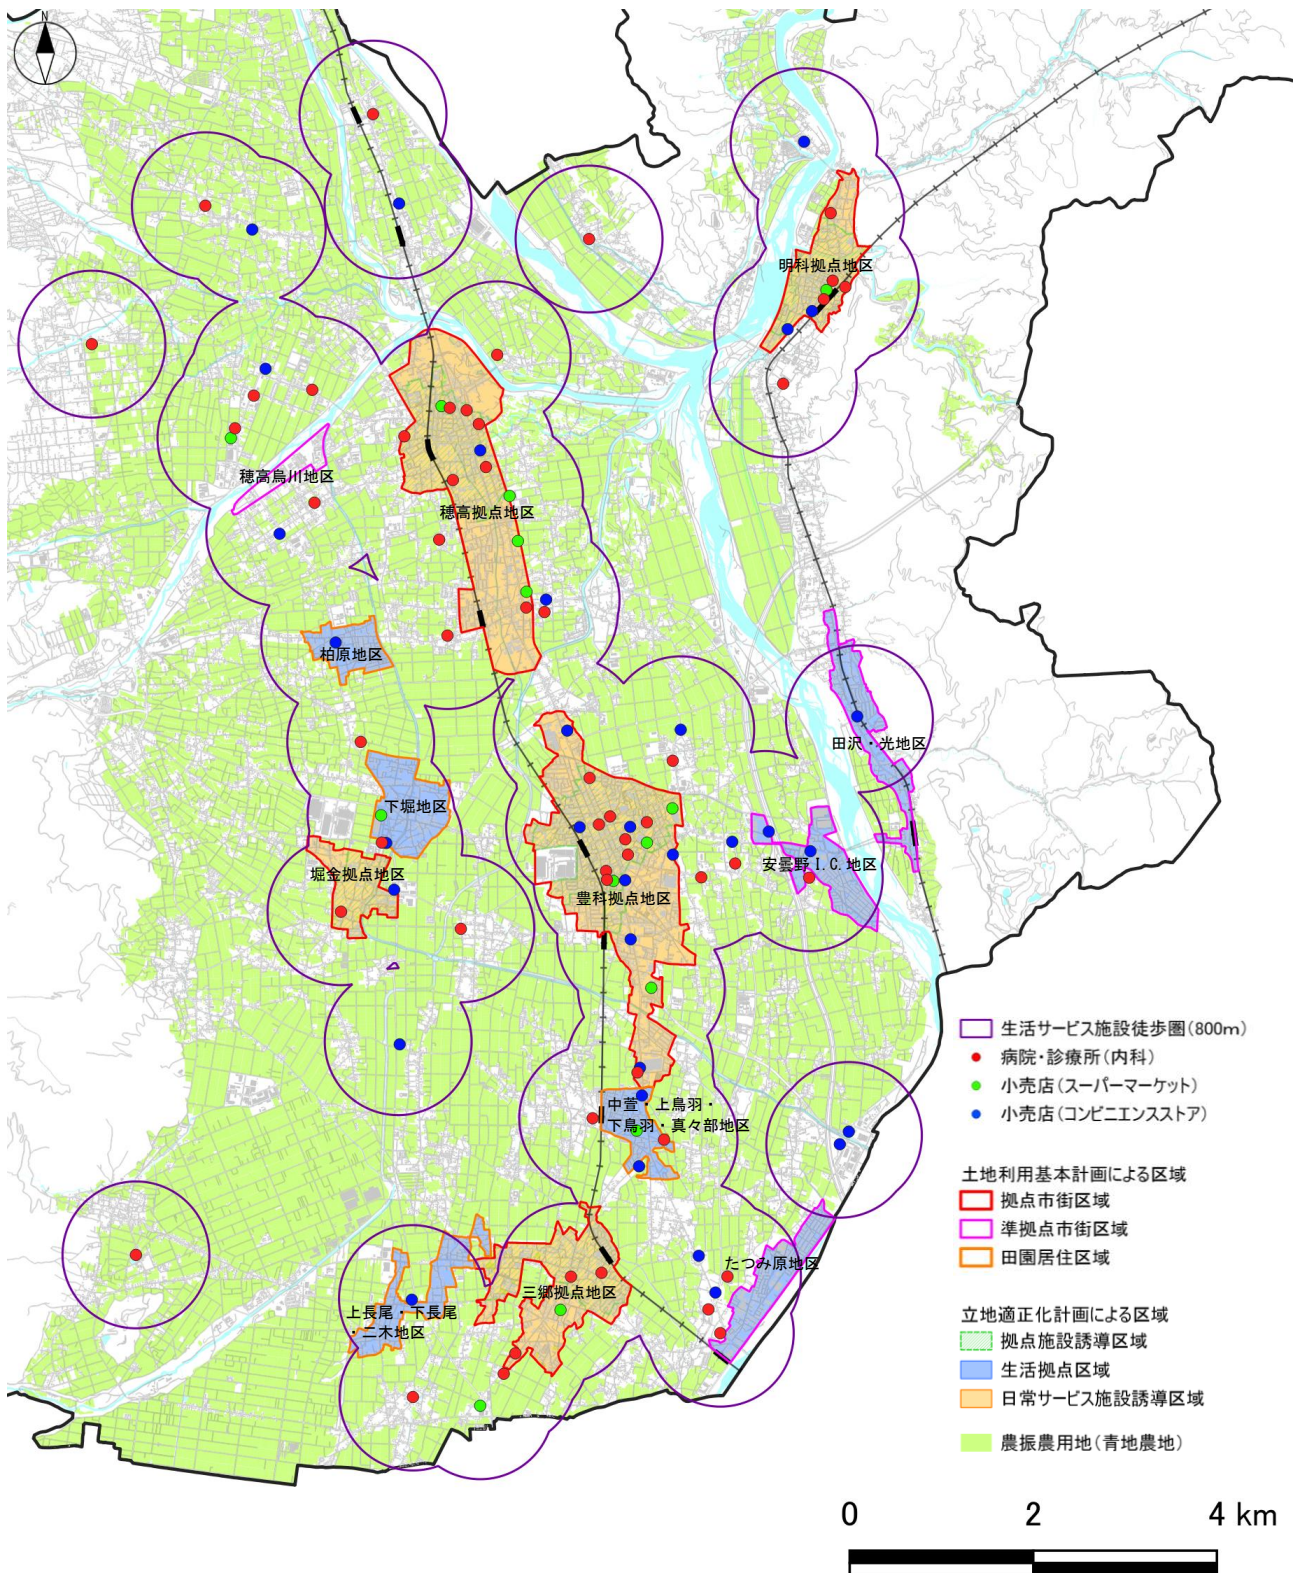 N
明科拠点地区
穂高烏川地区
穂高拠点地区
柏原地区
田沢・光地区
下堀地区
安曇野I.C.地区
堀金拠点地区
豊科拠点地区
中萱・上鳥羽・
下鳥羽・真々部地区
たつみ原地区
三郷拠点地区
上長尾・下長尾
・二木地区
生活サービス施設徒歩圏(800m)
病院・診療所(内科)
小売店(スーパーマーケット)
小売店(コンビニエンスストア)
土地利用基本計画による区域
拠点市街区域
準拠点市街区域
田園居住区域
立地適正化計画による区域
拠点施設誘導区域
生活拠点区域
日常サービス施設誘導区域
農振農用地(青地農地)
0 2 4 km